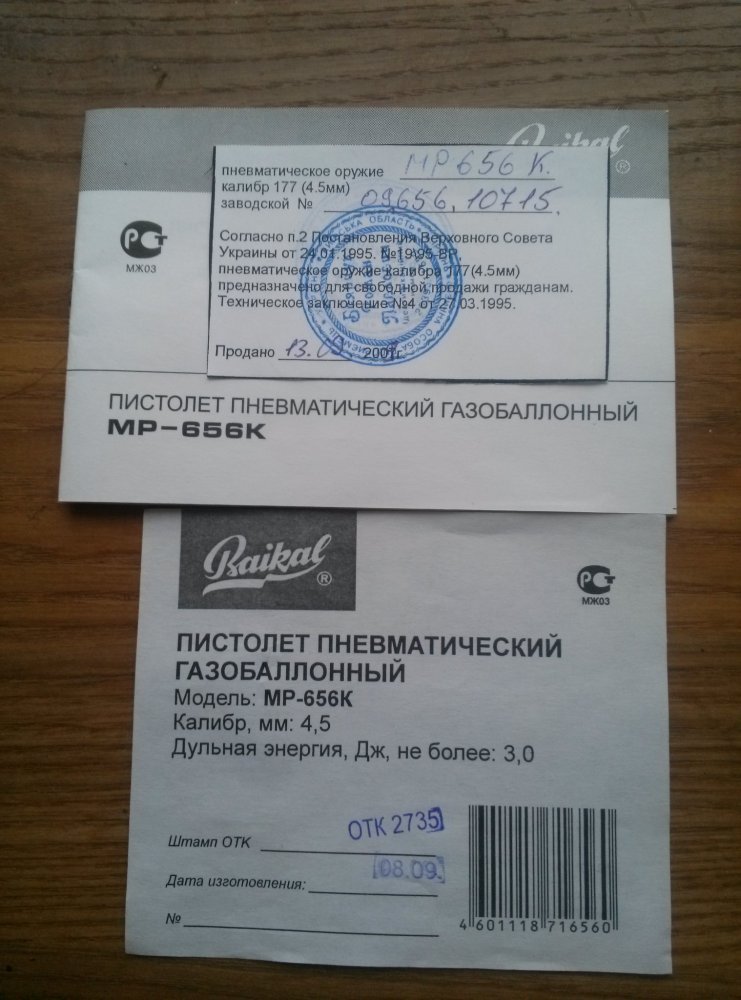 Baikal
®
пневматическое оружие МР 656 К.
калибр 177 (4.5мм)
заводской № 09656, 10715.
Согласно п.2 Постановления Верховного Совета
Украины от 24.01.1995. №19\95-ВР
пневматическое оружие калибра 177(4.5мм)
предназначено для свободной продажи гражданам.
Техническое заключение №4 от 27.03.1995.
Продано 13.09 200 г.
РСТ
МЖ03
ПИСТОЛЕТ ПНЕВМАТИЧЕСКИЙ ГАЗОБАЛЛОННЫЙ
МР-656К
Baikal
®
РСТ
МЖ03
ПИСТОЛЕТ ПНЕВМАТИЧЕСКИЙ
ГАЗОБАЛЛОННЫЙ
Модель: МР-656К
Калибр, мм: 4,5
Дульная энергия, Дж, не более: 3,0
Штамп ОТК ОТК 2735
Дата изготовления: 08.09.
№
4 601118 716560